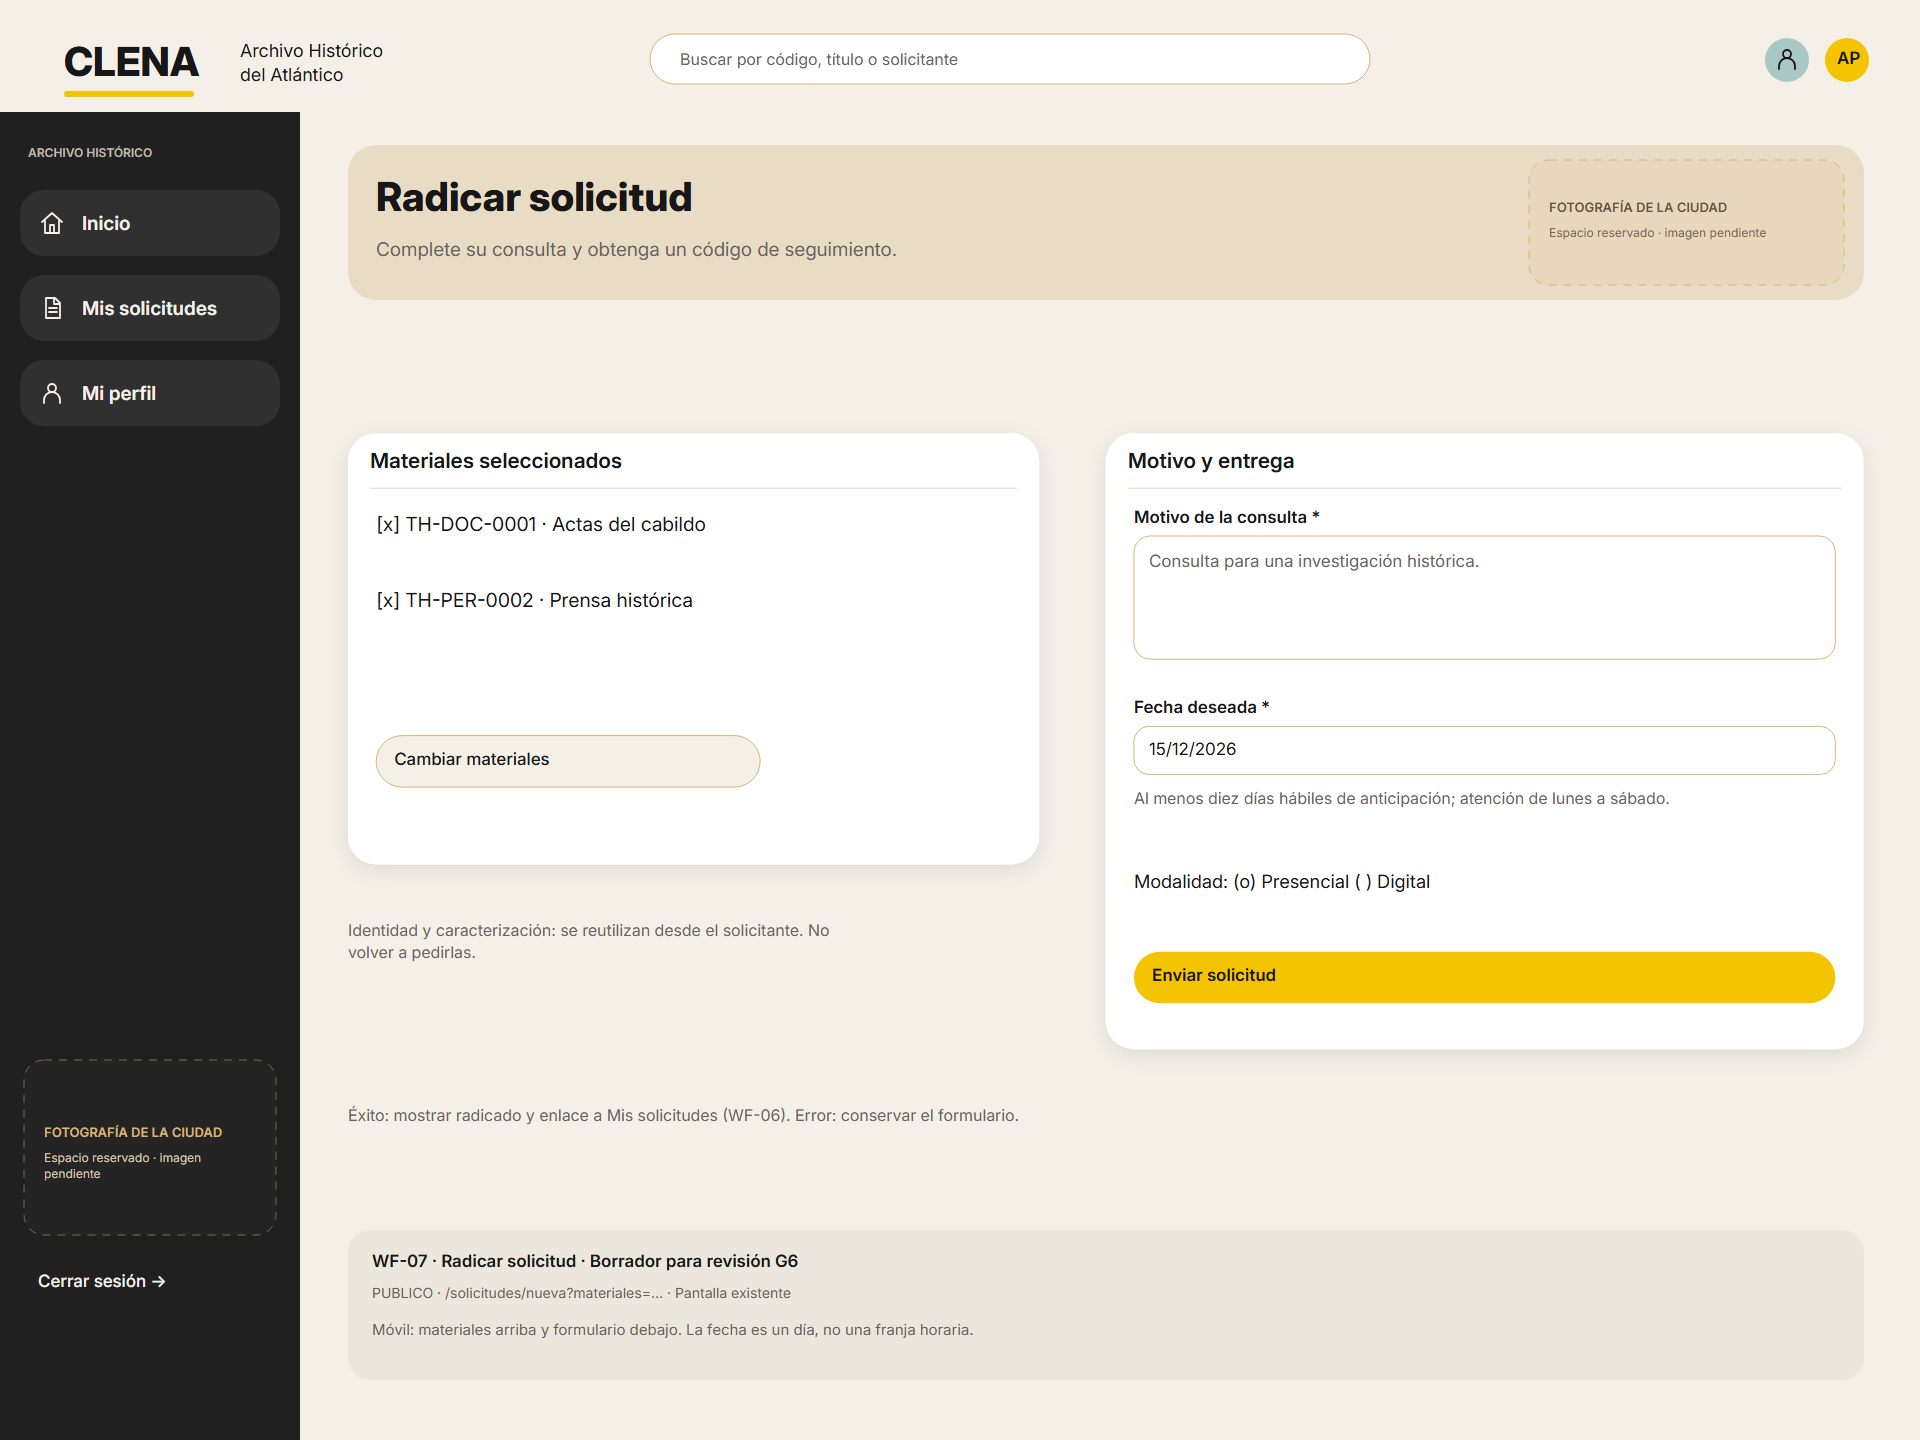 CLENA
Archivo Histórico
del Atlántico
Buscar por código, título o solicitante
AP
ARCHIVO HISTÓRICO
Inicio
Mis solicitudes
Mi perfil
FOTOGRAFÍA DE LA CIUDAD
Espacio reservado · imagen
pendiente
Cerrar sesión →
Radicar solicitud
Complete su consulta y obtenga un código de seguimiento.
FOTOGRAFÍA DE LA CIUDAD
Espacio reservado · imagen pendiente
Materiales seleccionados
[x] TH-DOC-0001 · Actas del cabildo
[x] TH-PER-0002 · Prensa histórica
Cambiar materiales
Identidad y caracterización: se reutilizan desde el solicitante. No
volver a pedirlas.
Motivo y entrega
Motivo de la consulta *
Consulta para una investigación histórica.
Fecha deseada *
15/12/2026
Al menos diez días hábiles de anticipación; atención de lunes a sábado.
Modalidad: (o) Presencial ( ) Digital
Enviar solicitud
Éxito: mostrar radicado y enlace a Mis solicitudes (WF-06). Error: conservar el formulario.
WF-07 · Radicar solicitud · Borrador para revisión G6
PUBLICO · /solicitudes/nueva?materiales=... · Pantalla existente
Móvil: materiales arriba y formulario debajo. La fecha es un día, no una franja horaria.